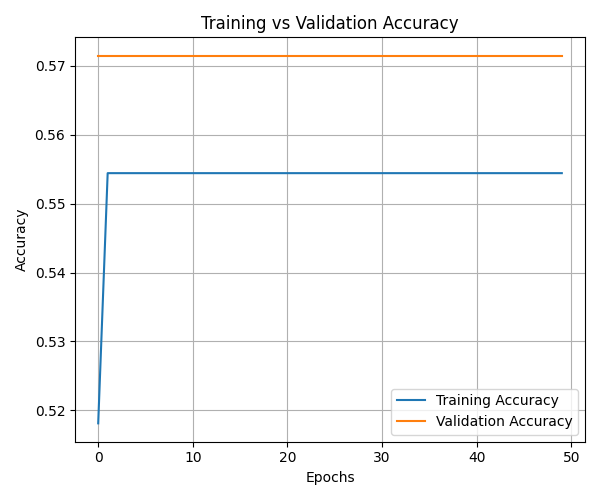 Training vs Validation Accuracy
0.57
0.56
0.55
0.54
0.53
0.52
Accuracy
Training Accuracy
Validation Accuracy
0
10
20
30
40
50
Epochs